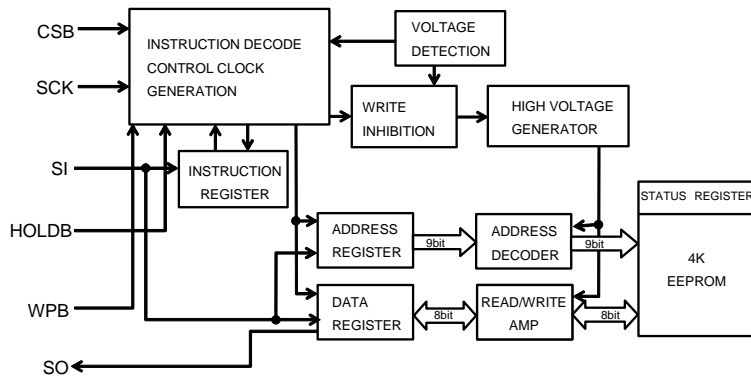 CSB
SCK
SI
HOLDB
WPB
SO
INSTRUCTION DECODE
CONTROL CLOCK
GENERATION
VOLTAGE
DETECTION
WRITE
INHIBITION
HIGH VOLTAGE
GENERATOR
INSTRUCTION
REGISTER
ADDRESS
REGISTER
9bit
ADDRESS
DECODER
9bit
STATUS REGISTER
4K
EEPROM
DATA
REGISTER
8bit
READ/WRITE
AMP
8bit